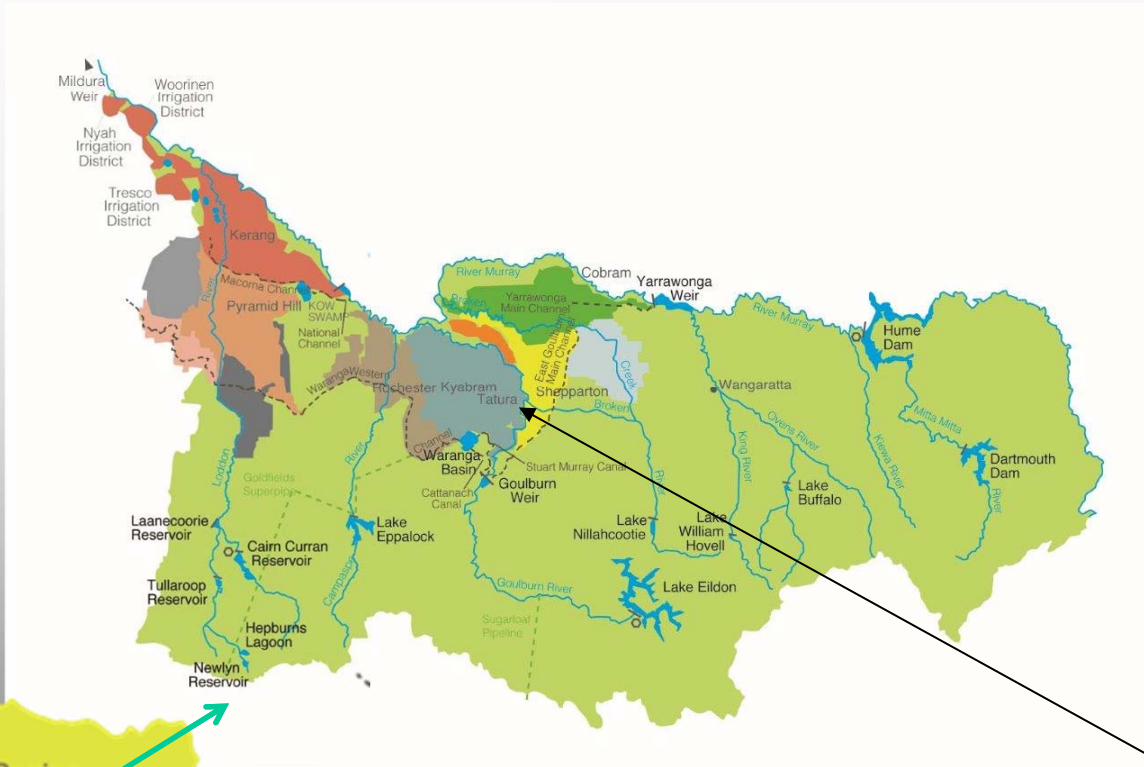 Mildura
Weir
Woorinen
Irrigation
District
Nyah
Irrigation
District
Tresco
Irrigation
District
Kerang
Macorna Channel
River
Pyramid Hill
KOW
SWAMP
National
Channel
River Murray
Cobram
Broken
Yarrawonga
Main Channel
Yarrawonga
Weir
River Murray
Hume
Dam
East Goulburn
Main Channel
Creek
WarangaWestern
Rochester
Kyabram
Tatura
Shepparton
Broken
Wangaratta
Mitta Mitta
Ovens River
King River
Kiewa River
Dartmouth
Dam
River
Channel
Waranga
Basin
Stuart Murray Canal
Cattanach
Canal
Goulburn
Weir
River
River
Loddon
Goldfields
Superpipe
Lake
Buffalo
Lake
Nillahcootie
Lake
William
Hovell
Laanecoorie
Reservoir
Lake
Eppalock
Cairn Curran
Reservoir
Tullaroop
Reservoir
Campaspe
Goulburn River
Lake Eildon
Sugarloaf
Pipeline
Hepburns
Lagoon
Newlyn
Reservoir